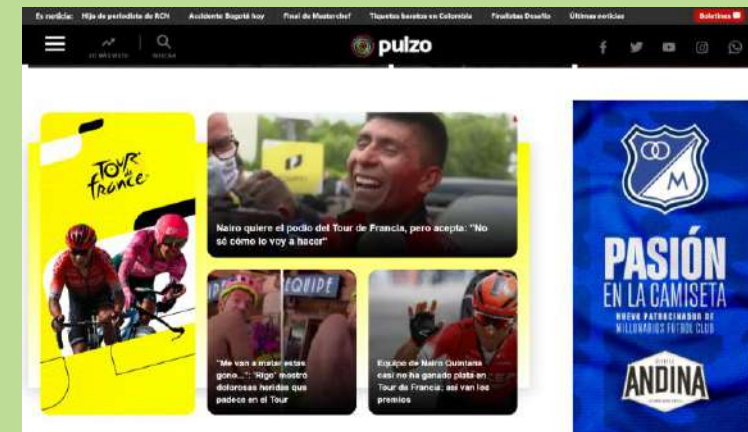 Es noticia: Hija de periodista de RCN Accidente Bogotá hoy Final de Masterchef Tiquetes baratos en Colombia Finalistas Desafío Últimas noticias Boletines
LO MÁS VISTO BUSCAR
pulzo
TOUR
de
france
Nairo quiere el podio del Tour de Francia, pero acepta: "No
sé cómo lo voy a hacer"
"Me van a matar estas
gono...": 'Rigo' mostró
dolorosas heridas que
padece en el Tour
Equipo de Nairo Quintana
casi no ha ganado plata en
Tour de Francia; así van los
premios
M
PASIÓN
EN LA CAMISETA
NUEVO PATROCINADOR DE
MILLONARIOS FÚTBOL CLUB
ANDINA